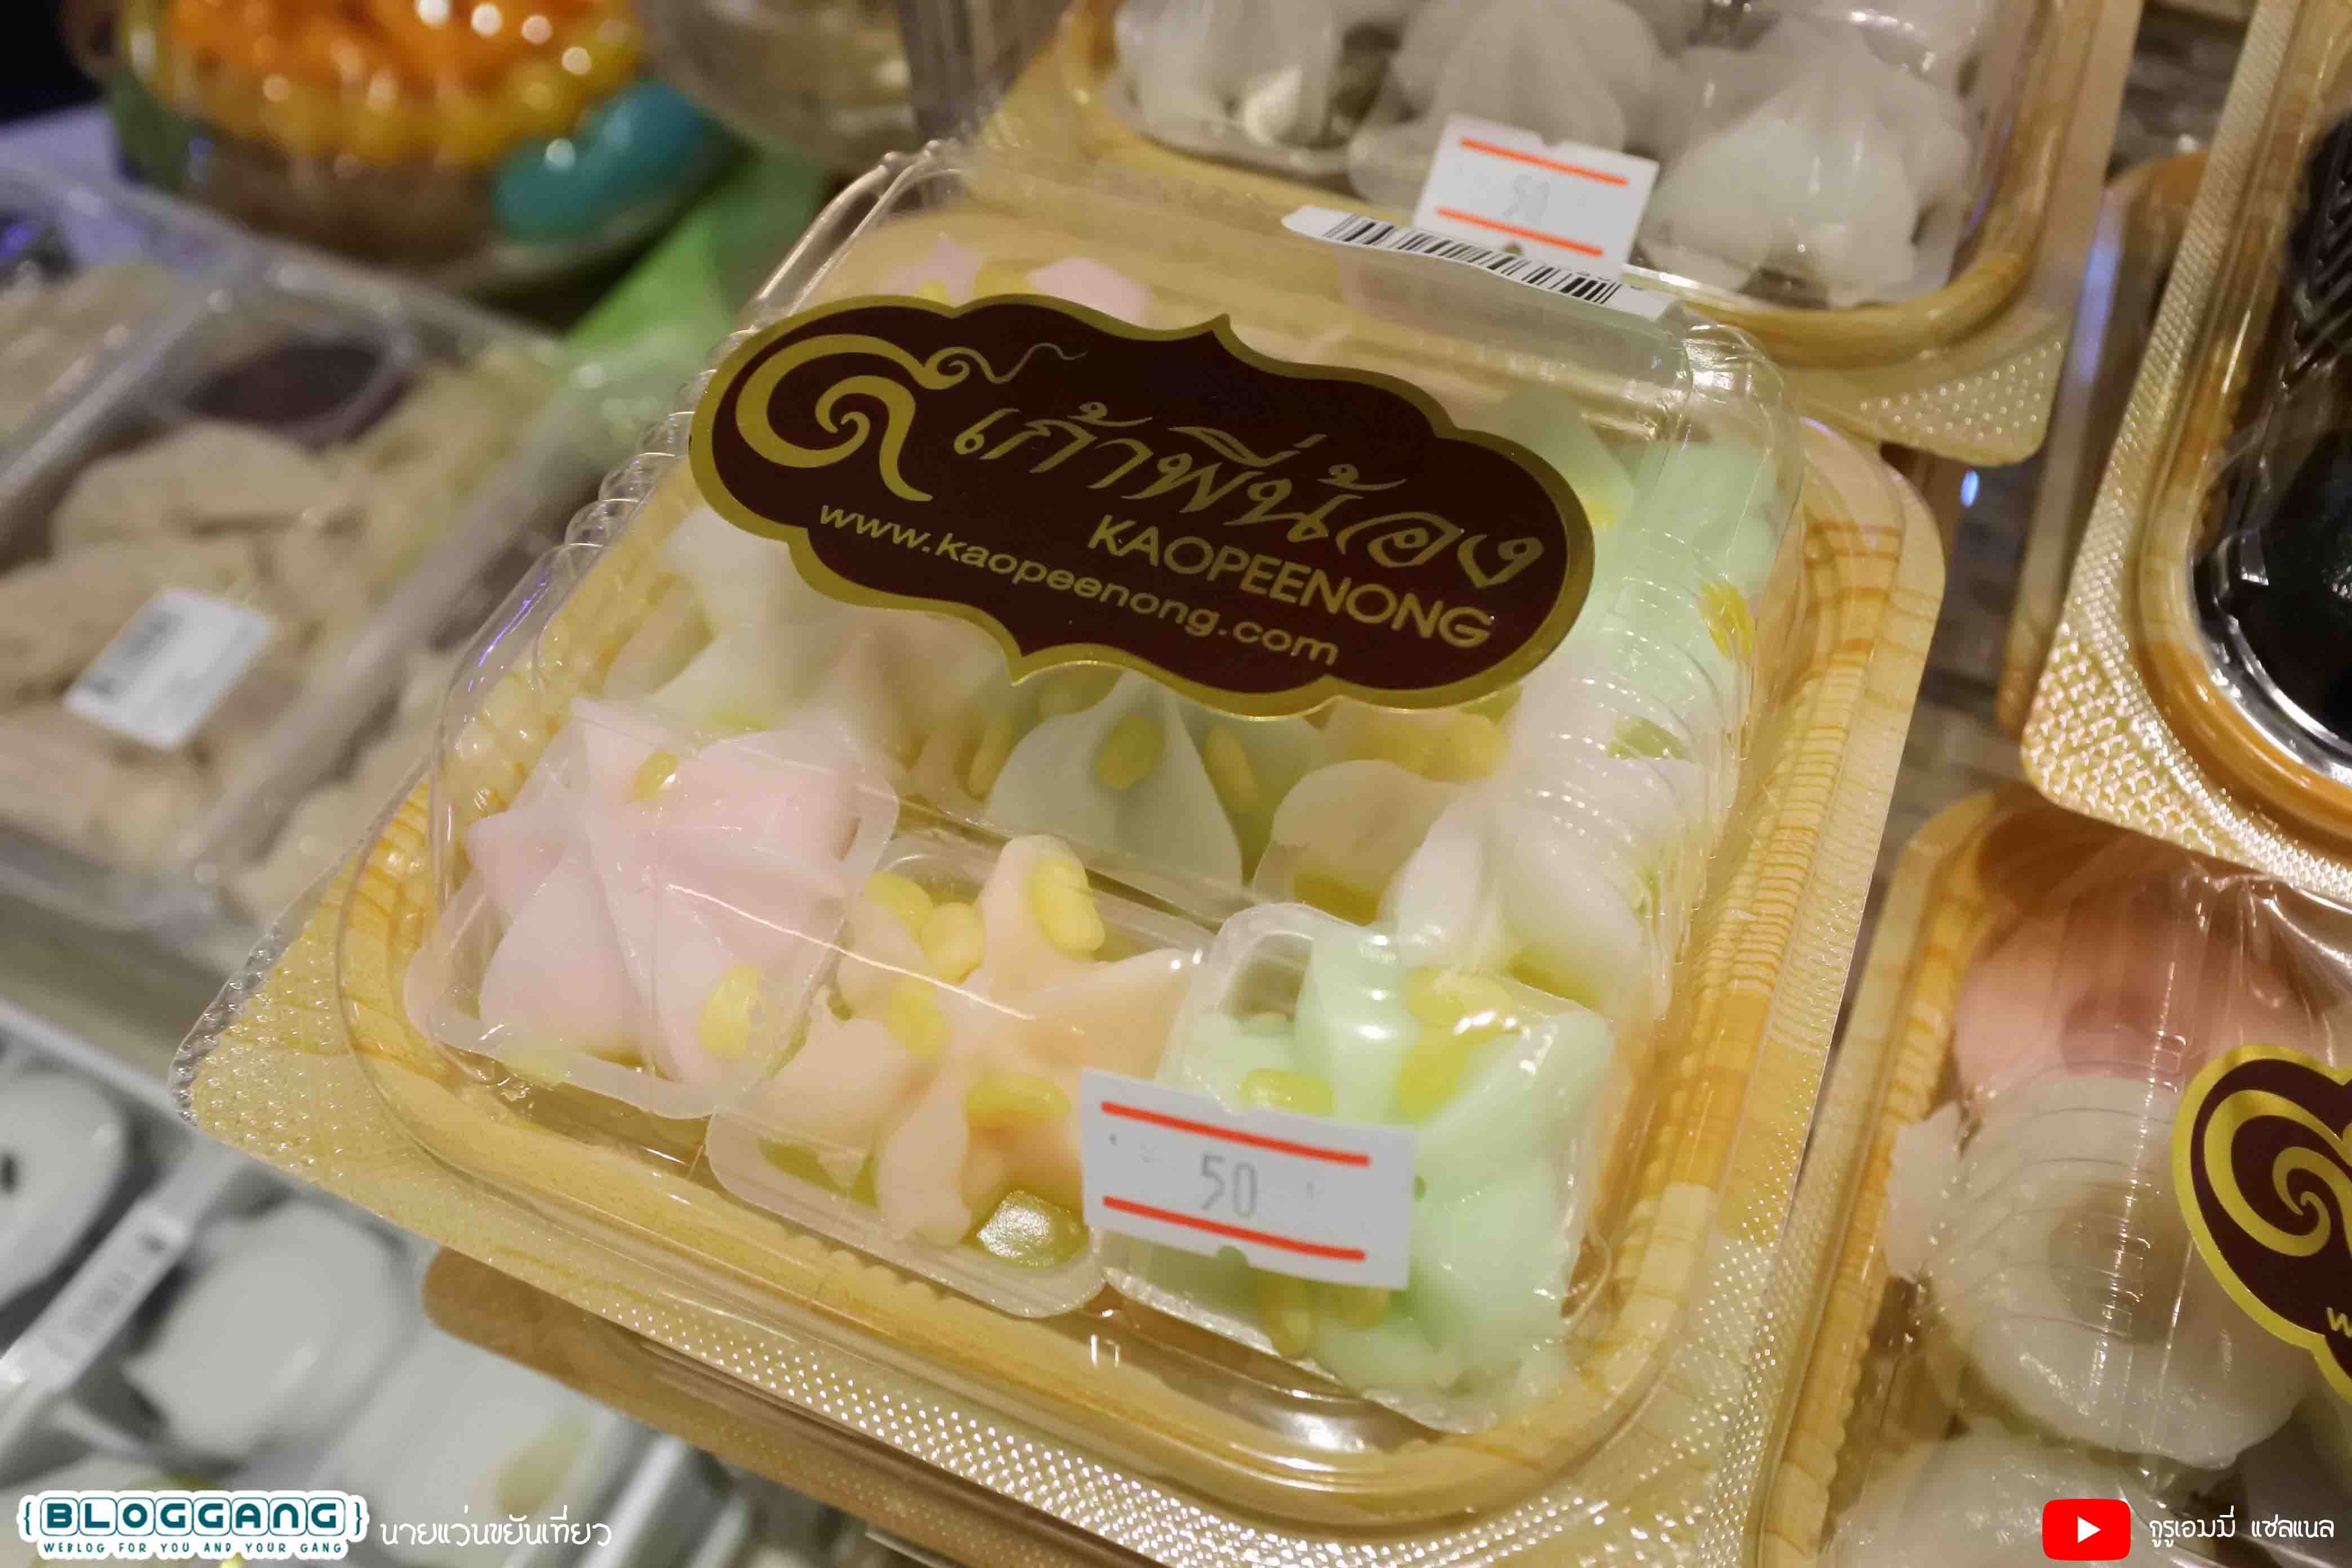 50
๙ เก้าพี่น้อง
KAOPEENONG
www.kaopeenong.com
50
{BLOGGANG}
WEBLOG FOR YOU AND YOUR GANG
นายแว่นขยันเที่ยว
กูรูเอมมี่ แชลแนล